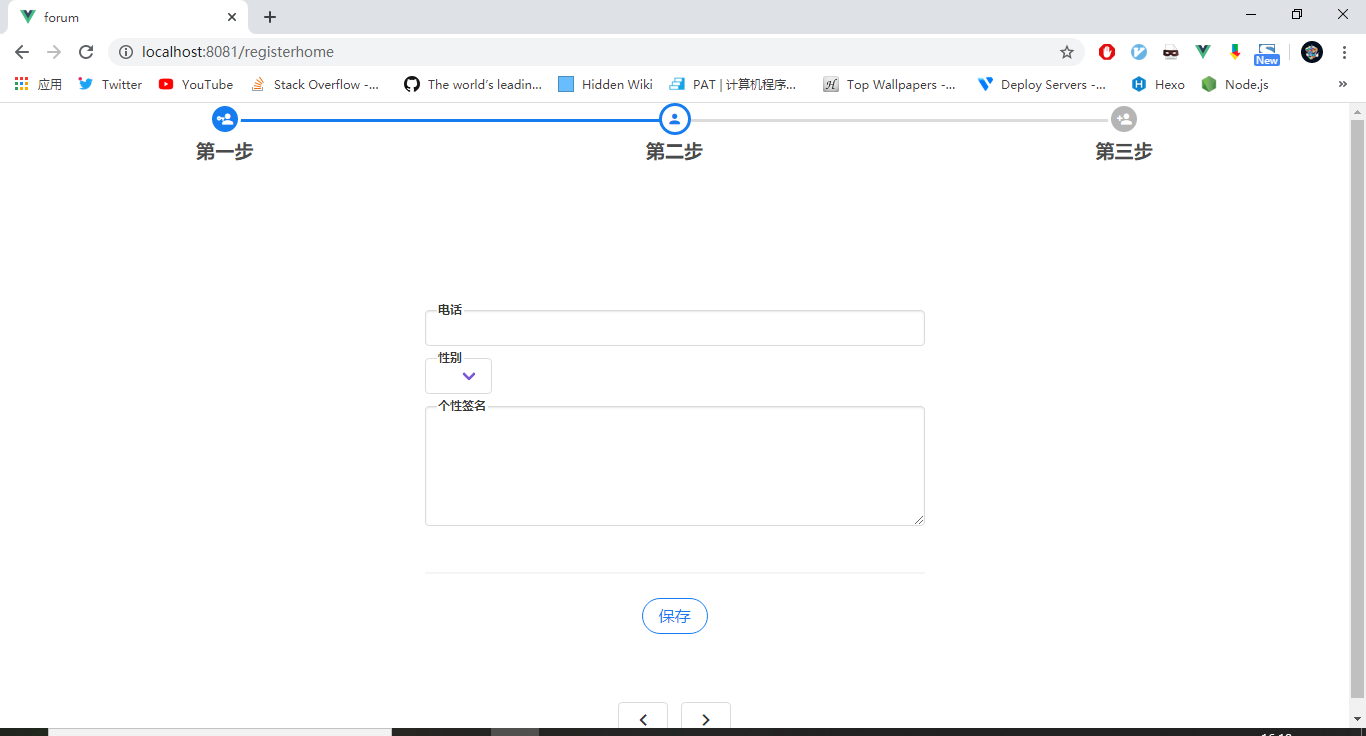 forum
localhost:8081/registerhome
应用 Twitter YouTube Stack Overflow -... The world's leadin... Hidden Wiki PAT | 计算机程序... Top Wallpapers -... Deploy Servers -... Hexo Node.js »
New
第一步 第二步 第三步
电话
性别
个性签名
保存